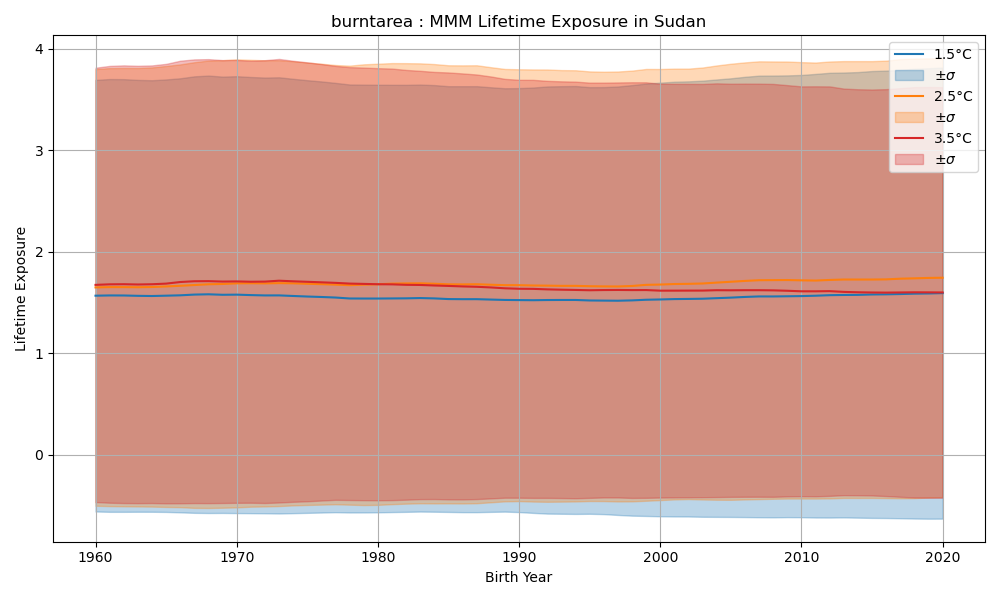 burntarea : MMM Lifetime Exposure in Sudan
4
3
2
1
0
Lifetime Exposure
1.5°C
±σ
2.5°C
±σ
3.5°C
±σ
1960
1970
1980
1990
2000
2010
2020
Birth Year